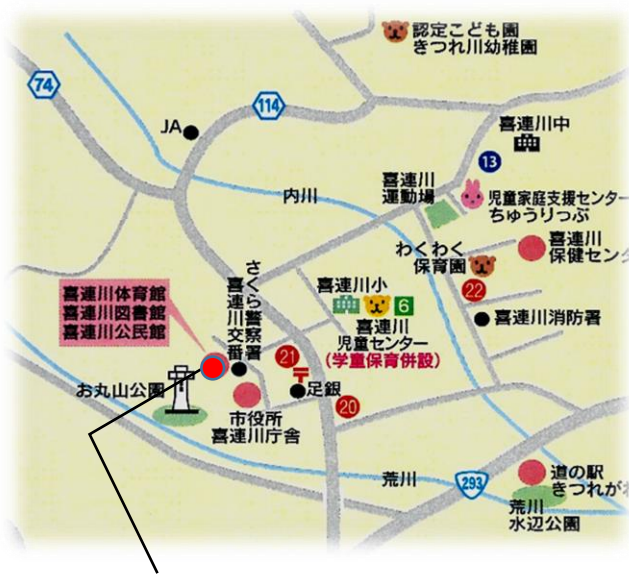 認定こども園
きつれ川幼稚園
74
114
JA
喜連川中
13
内川
喜連川
運動場
児童家庭支援センター
ちゅうりっぷ
わくわく
保育園
喜連川
保健セン
22
喜連川体育館
喜連川図書館
喜連川公民館
さくら警察署
喜連川交番
喜連川小
6
喜連川
児童センター
(学童保育併設)
喜連川消防署
お丸山公園
21
足銀
20
市役所
喜連川庁舎
荒川
293
道の駅
きつれがわ
荒川
水辺公園